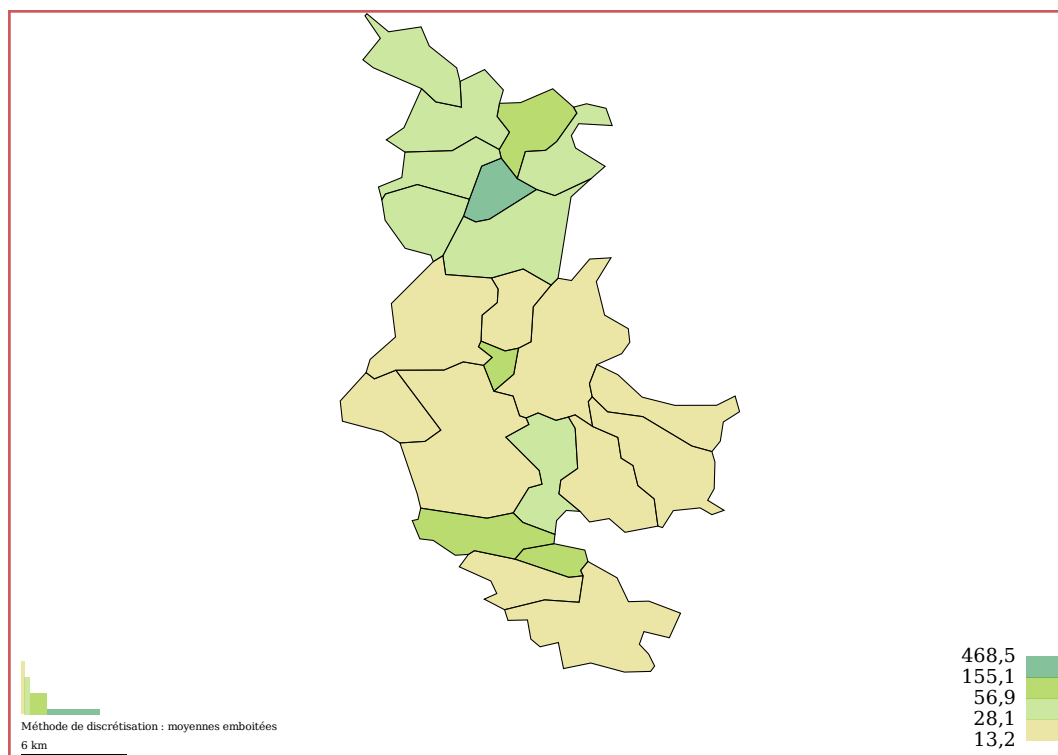 468,5
155,1
56,9
28,1
13,2
Méthode de discrétisation : moyennes emboitées
6 km